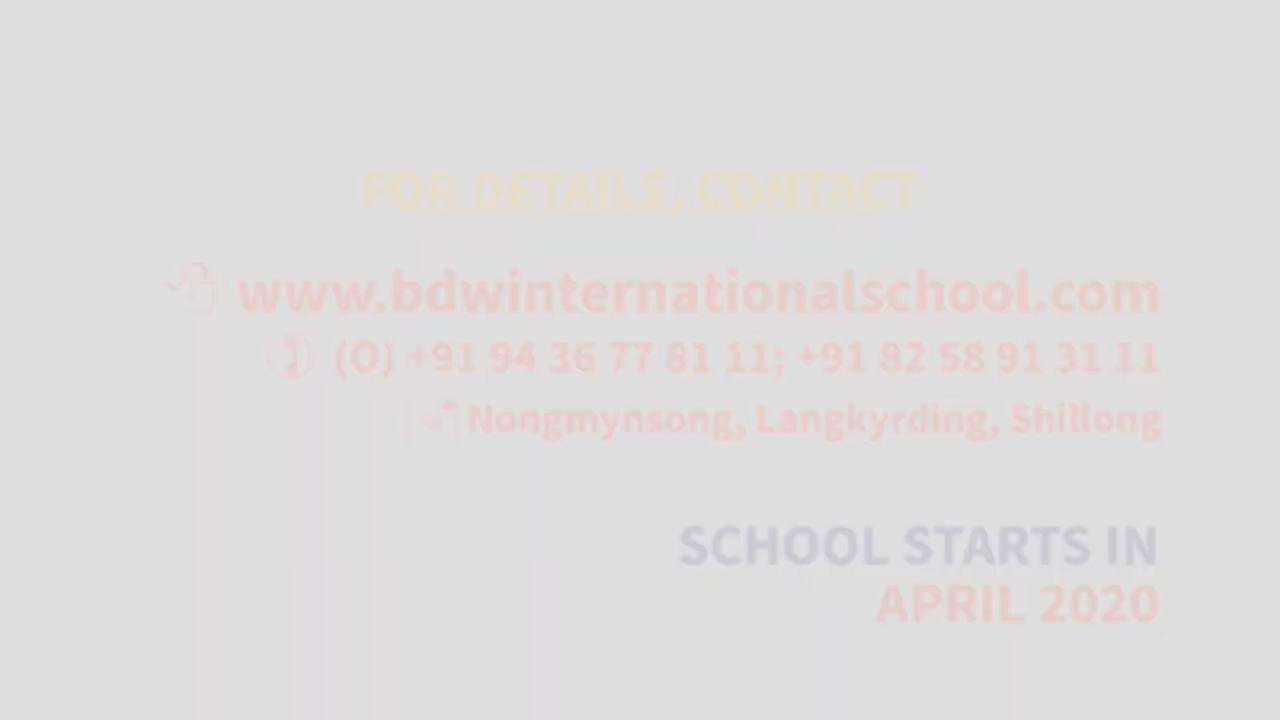 FOR DETAILS, CONTACT
www.bdwinternationalschool.com
(O) +91 94 36 77 81 11; +91 82 58 91 31 11
Nongmynsong, Langkyrding, Shillong
SCHOOL STARTS IN
APRIL 2020